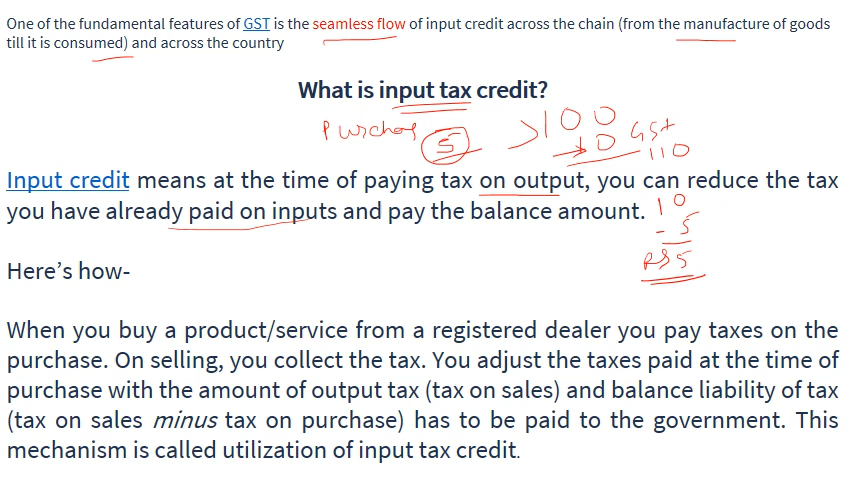 One of the fundamental features of GST is the seamless flow of input credit across the chain (from the manufacture of goods
till it is consumed) and across the country
What is input tax credit?
Purchase 5
100
10 GST
110
Input credit means at the time of paying tax on output, you can reduce the tax
you have already paid on inputs and pay the balance amount.
10
- 5
Rs 5
Here's how-
When you buy a product/service from a registered dealer you pay taxes on the
purchase. On selling, you collect the tax. You adjust the taxes paid at the time of
purchase with the amount of output tax (tax on sales) and balance liability of tax
(tax on sales minus tax on purchase) has to be paid to the government. This
mechanism is called utilization of input tax credit.